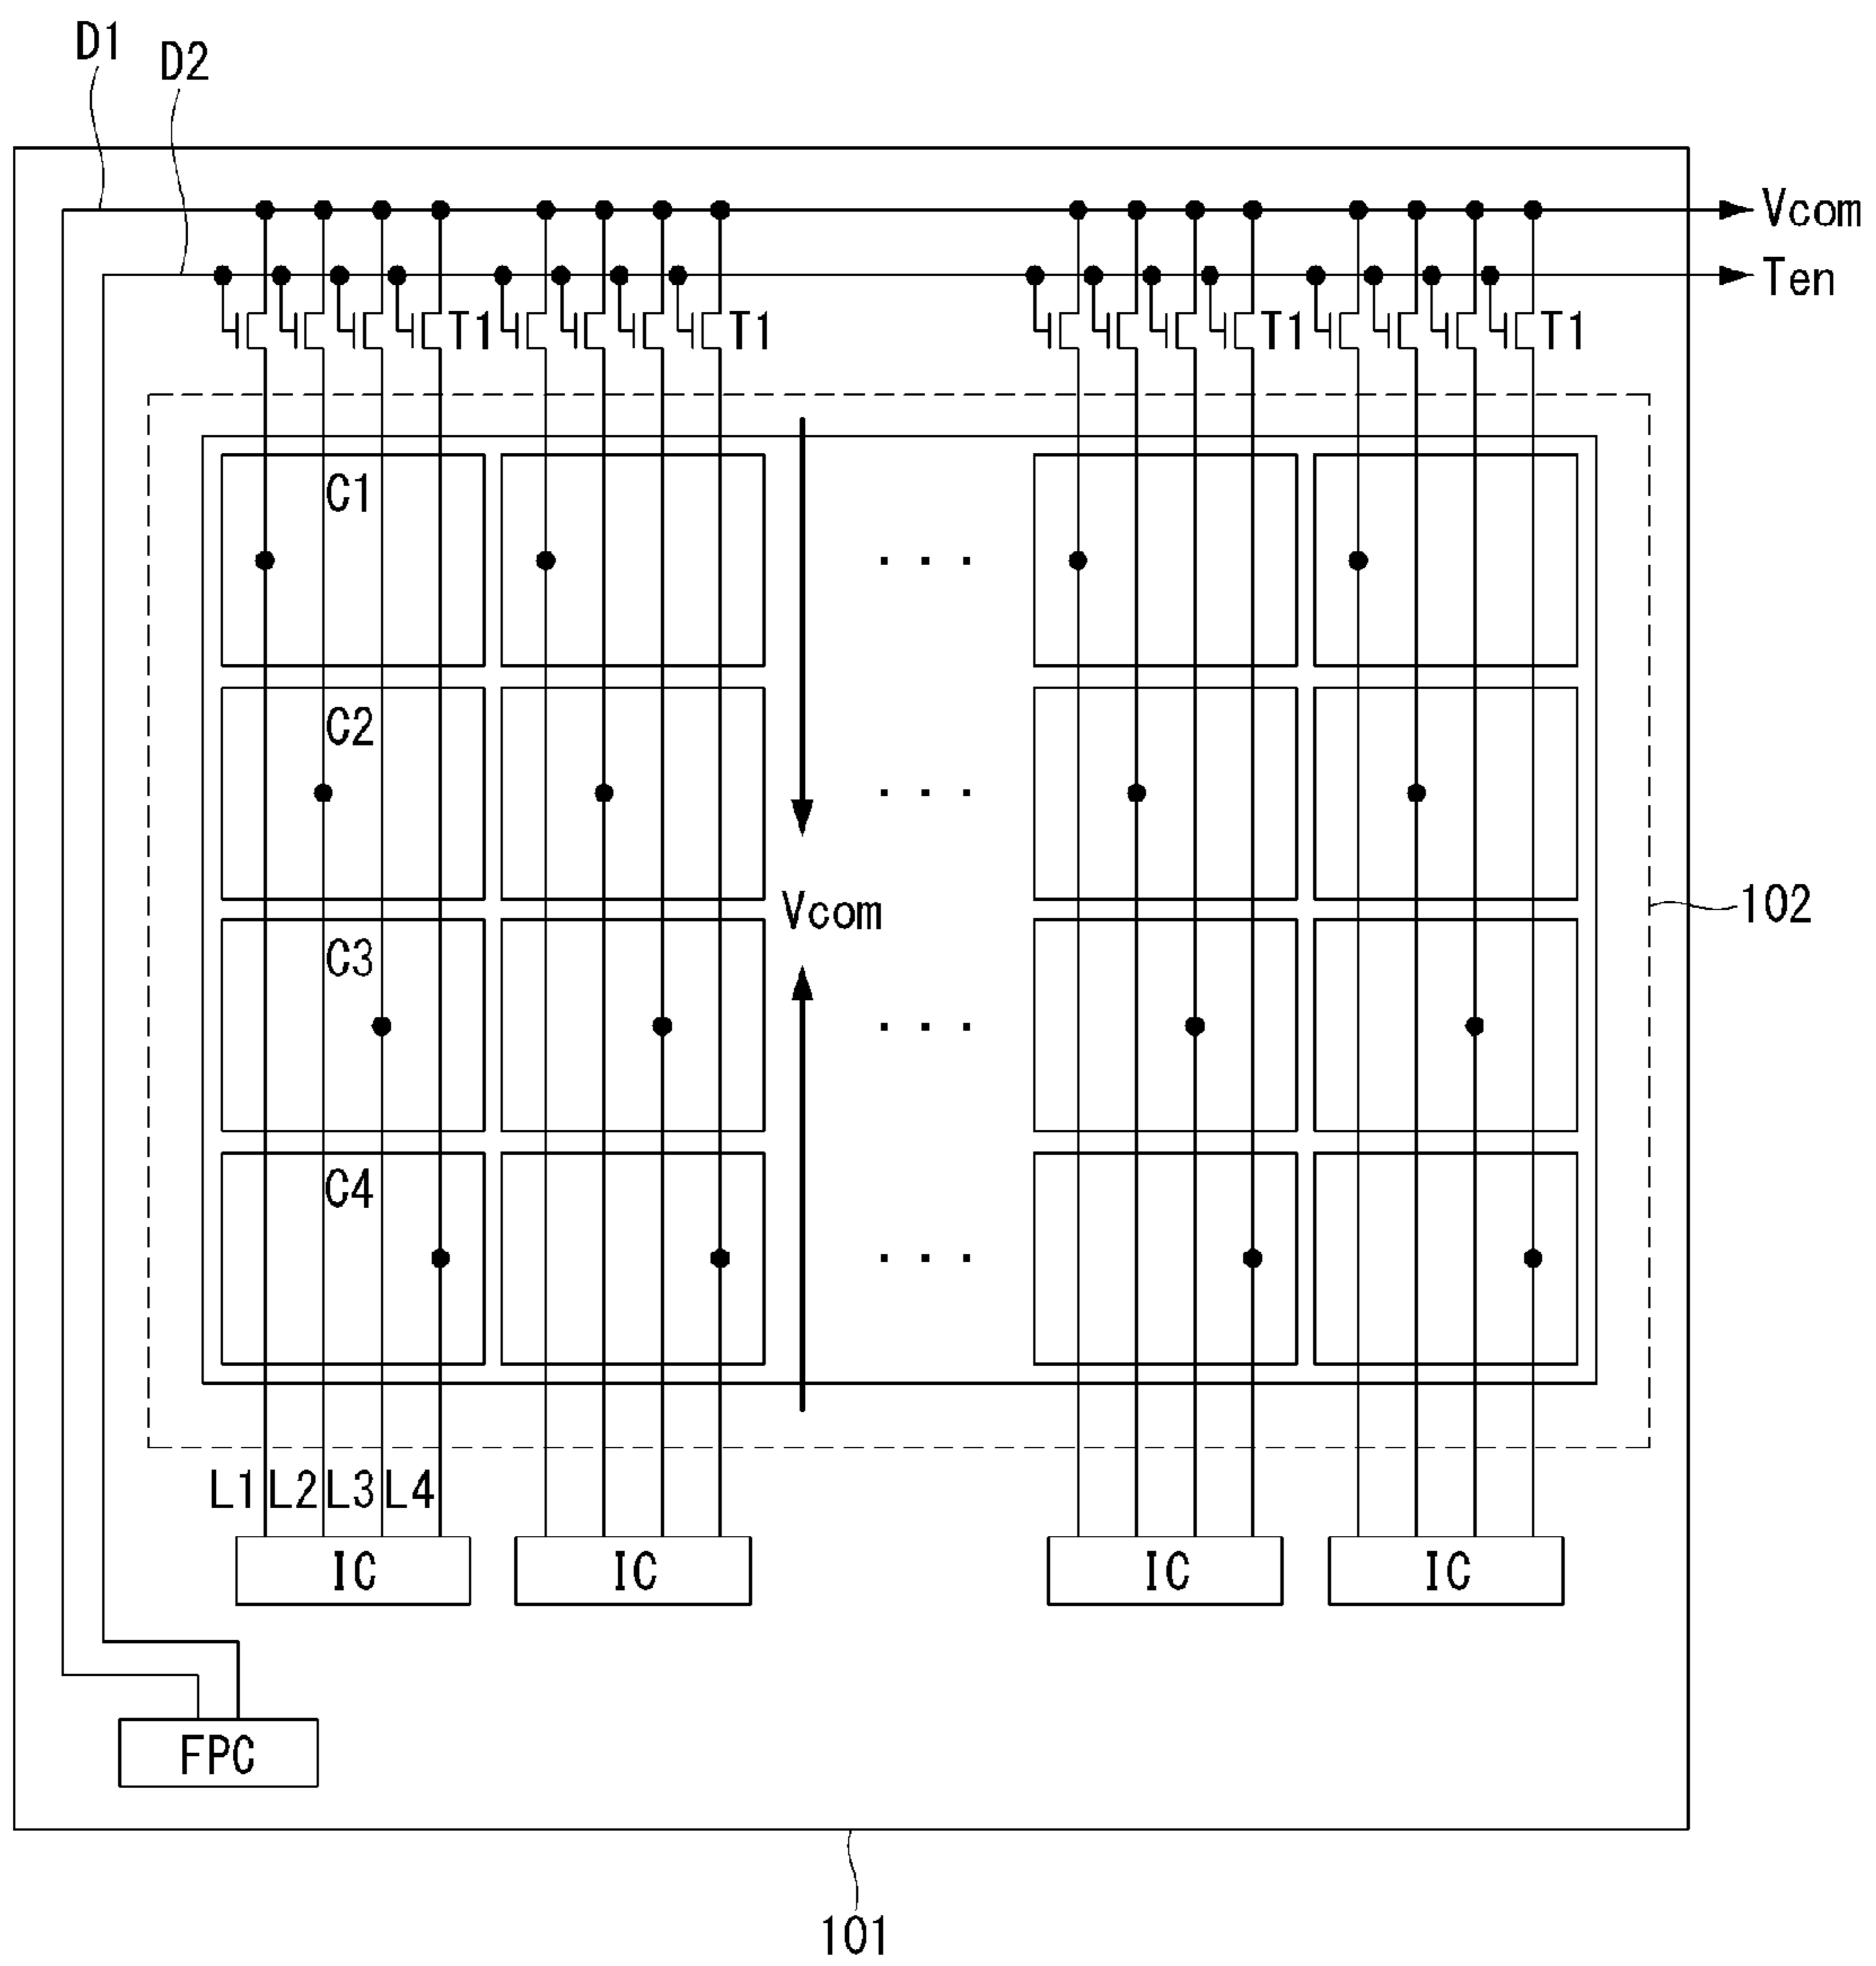 D1
D2
Vcom
Ten
T1 T1 T1 T1
C1
C2
Vcom
102
C3
C4
L1 L2 L3 L4
IC IC IC IC
FPC
101